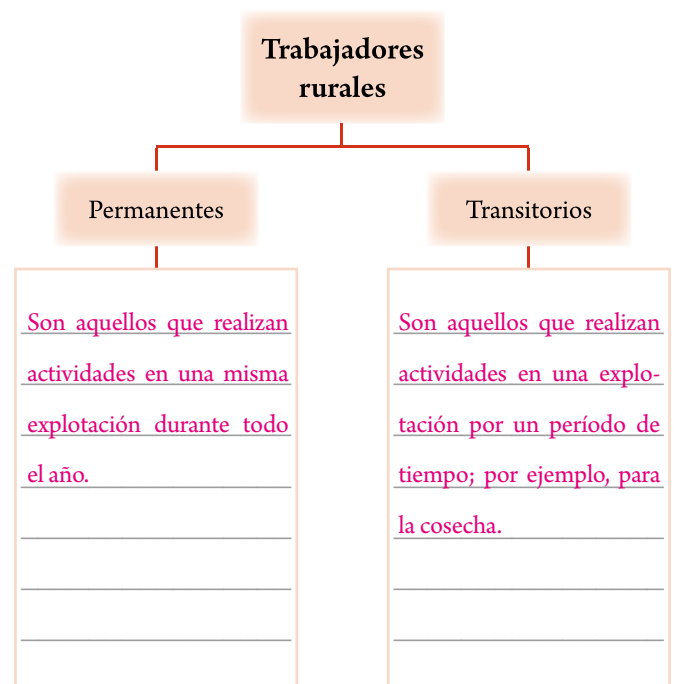 Trabajadores
rurales
Permanentes
Transitorios
Son aquellos que realizan
actividades en una misma
explotación durante todo
el año.
Son aquellos que realizan
actividades en una explo-
tación por un período de
tiempo; por ejemplo, para
la cosecha.